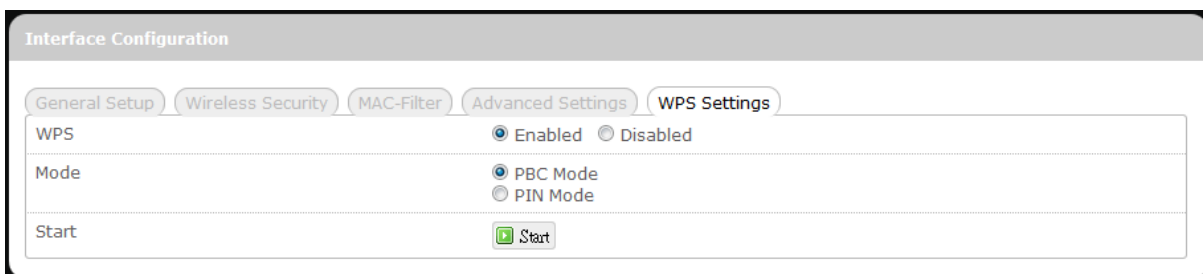 Interface Configuration
General Setup Wireless Security MAC-Filter Advanced Settings WPS Settings
WPS Enabled Disabled
Mode PBC Mode
PIN Mode
Start Start